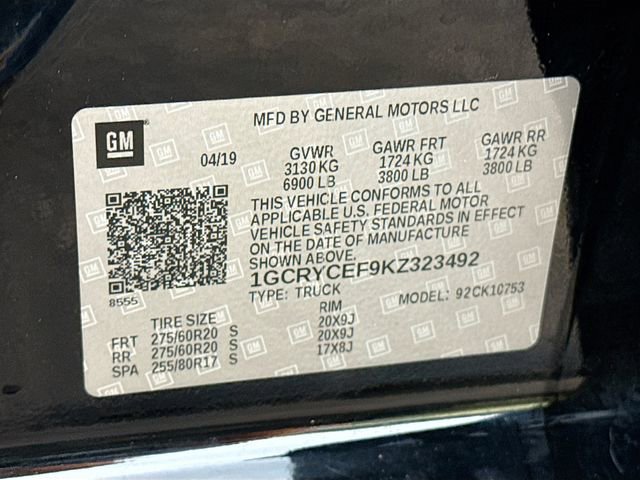 MFD BY GENERAL MOTORS LLC
GM
04/19
GVWR GAWR FRT GAWR RR
3130 KG 1724 KG 1724 KG
6900 LB 3800 LB 3800 LB
THIS VEHICLE CONFORMS TO ALL
APPLICABLE U.S. FEDERAL MOTOR
VEHICLE SAFETY STANDARDS IN EFFECT
ON THE DATE OF MANUFACTURE
SHOWN ABOVE.
1GCRYCEF9KZ323492
8555
TYPE: TRUCK MODEL: 92CK10753
TIRE SIZE RIM
FRT 275/60R20 S 20X9J
RR 275/60R20 S 20X9J
SPA 255/80R17 S 17X8J